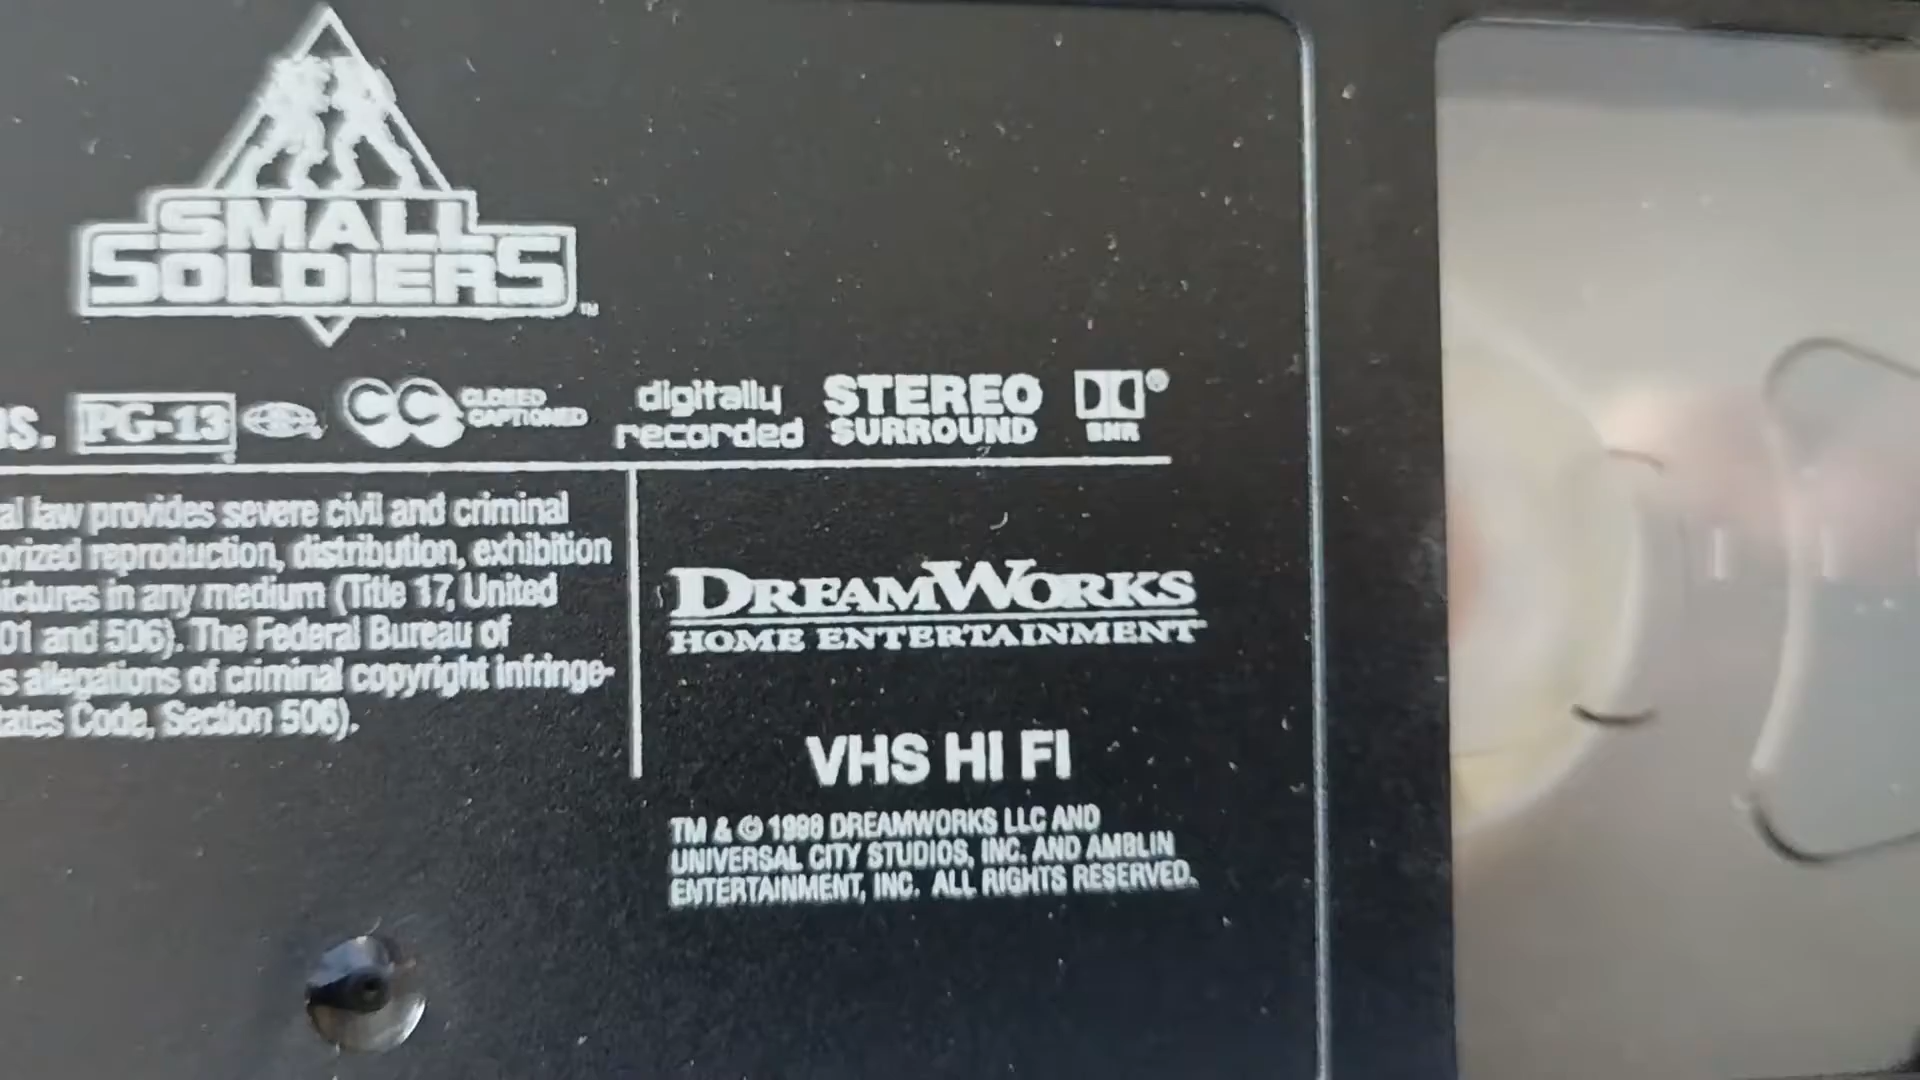 SMALL
SOLDIERS™
S. PG-13 CC CLOSED
CAPTIONED
digitally
recorded
STEREO
SURROUND
law provides severe civil and criminal
reproduction, distribution, exhibition
in any medium (Title 17, United
01 and 506). The Federal Bureau of
allegations of criminal copyright infringe-
Code, Section 506).
DREAMWORKS
HOME ENTERTAINMENT
VHS HI FI
TM & © 1998 DREAMWORKS LLC AND
UNIVERSAL CITY STUDIOS, INC. AND AMBLIN
ENTERTAINMENT, INC. ALL RIGHTS RESERVED.